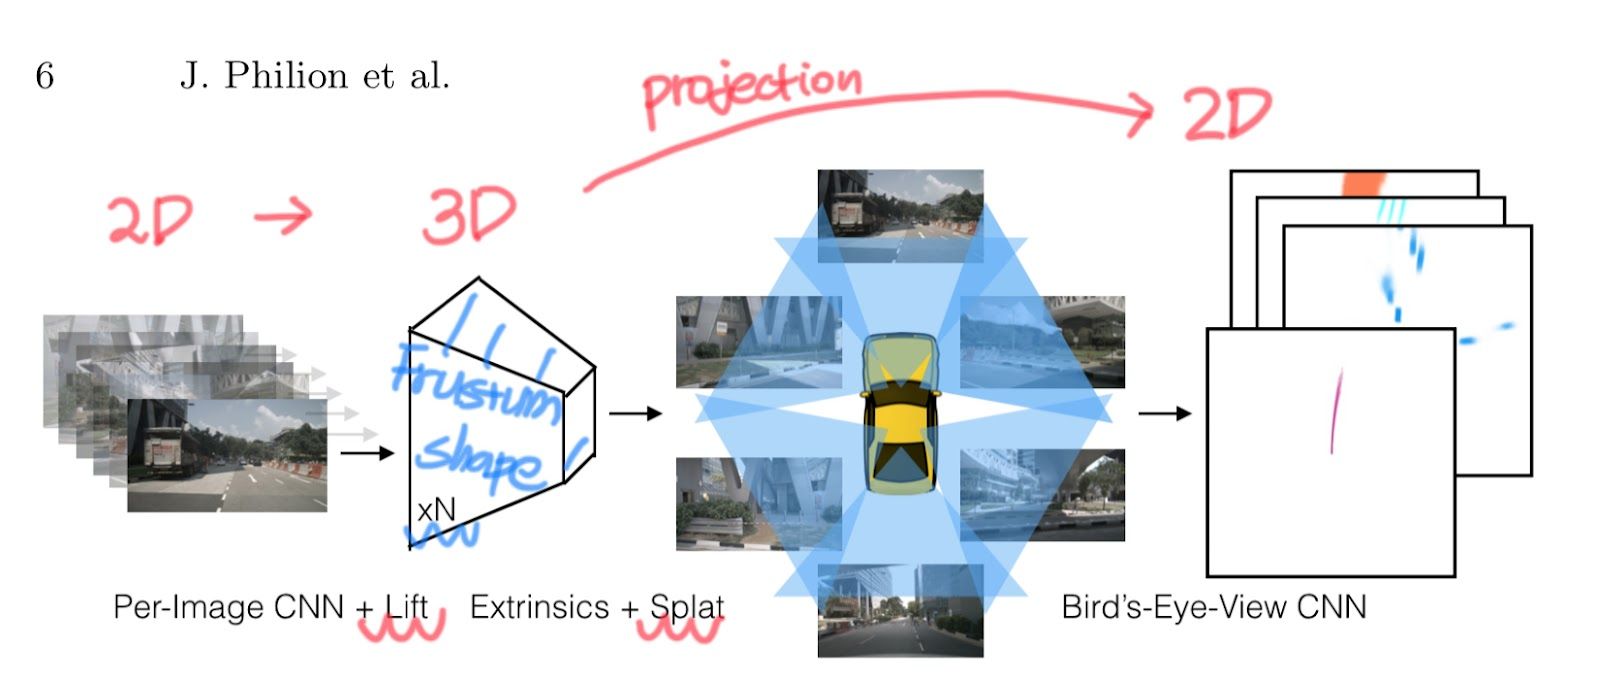 6 J. Philion et al.
projection
2D
2D → 3D
Frustum
shape
xN
Per-Image CNN + Lift Extrinsics + Splat Bird's-Eye-View CNN